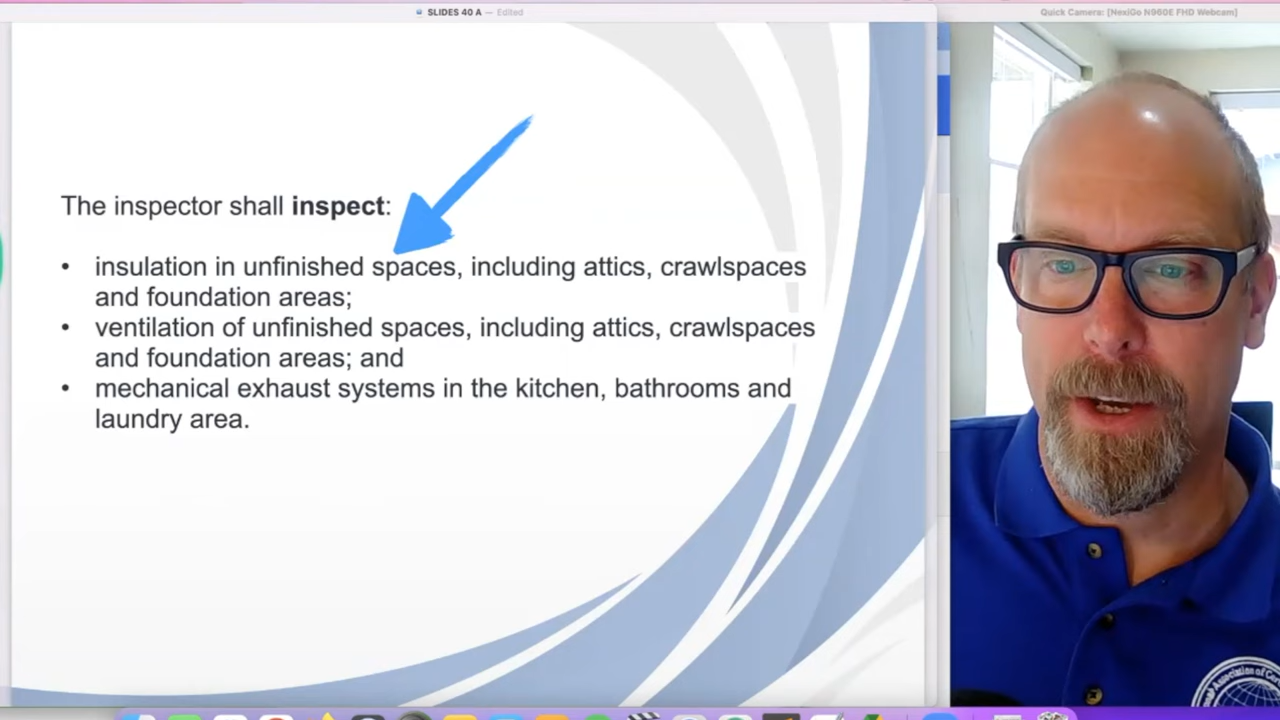 SLIDES 40 A — Edited
Quick Camera: [NexiGo N960E FHD Webcam]
The inspector shall inspect:
• insulation in unfinished spaces, including attics, crawlspaces
and foundation areas;
• ventilation of unfinished spaces, including attics, crawlspaces
and foundation areas; and
• mechanical exhaust systems in the kitchen, bathrooms and
laundry area.
Association of